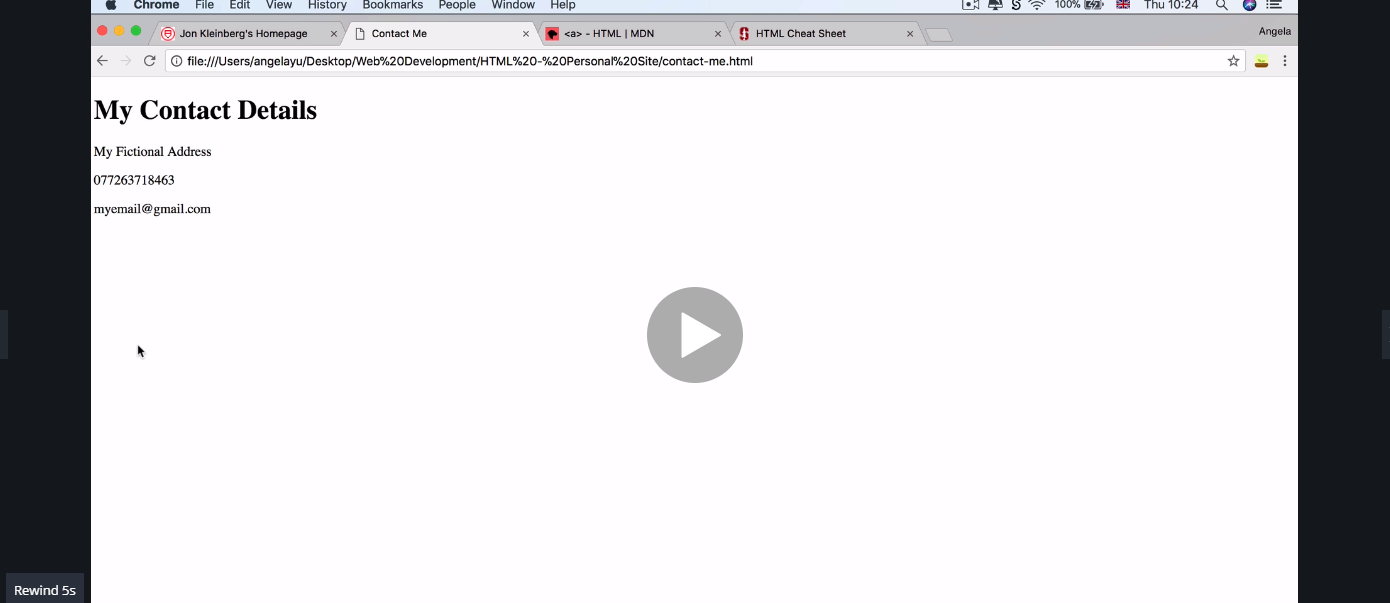 Chrome File Edit View History Bookmarks People Window Help 100% Thu 10:24
Jon Kleinberg's Homepage Contact Me <a> - HTML | MDN HTML Cheat Sheet Angela
file:///Users/angelayu/Desktop/Web%20Development/HTML%20-%20Personal%20Site/contact-me.html
My Contact Details
My Fictional Address
077263718463
myemail@gmail.com
Rewind 5s